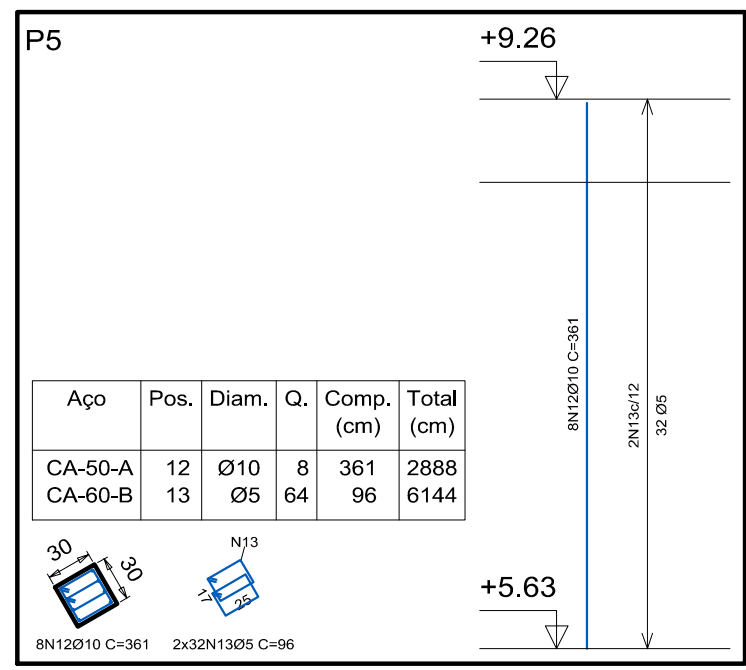 P5
+9.26
8N12Ø10 C=361
2N13c/12
32 Ø5
Aço Pos. Diam. Q. Comp. (cm) Total (cm)
CA-50-A 12 Ø10 8 361 2888
CA-60-B 13 Ø5 64 96 6144
30
30
N13
17
25
+5.63
8N12Ø10 C=361
2x32N13Ø5 C=96